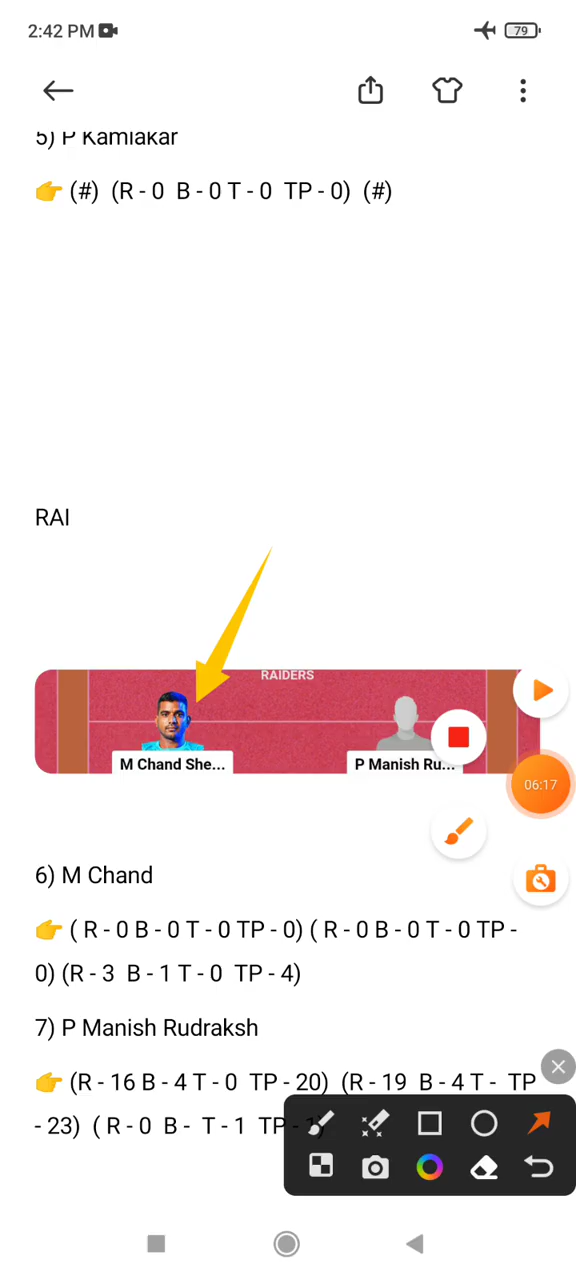 2:42 PM
79
5) P Kamlakar
👉 (#) (R - 0 B - 0 T - 0 TP - 0) (#)
RAI
RAIDERS
M Chand She...
P Manish Ru...
06:17
6) M Chand
👉 ( R - 0 B - 0 T - 0 TP - 0) ( R - 0 B - 0 T - 0 TP -
0) (R - 3 B - 1 T - 0 TP - 4)
7) P Manish Rudraksh
👉 (R - 16 B - 4 T - 0 TP - 20) (R - 19 B - 4 T - TP
- 23) ( R - 0 B - T - 1 TP - 1)